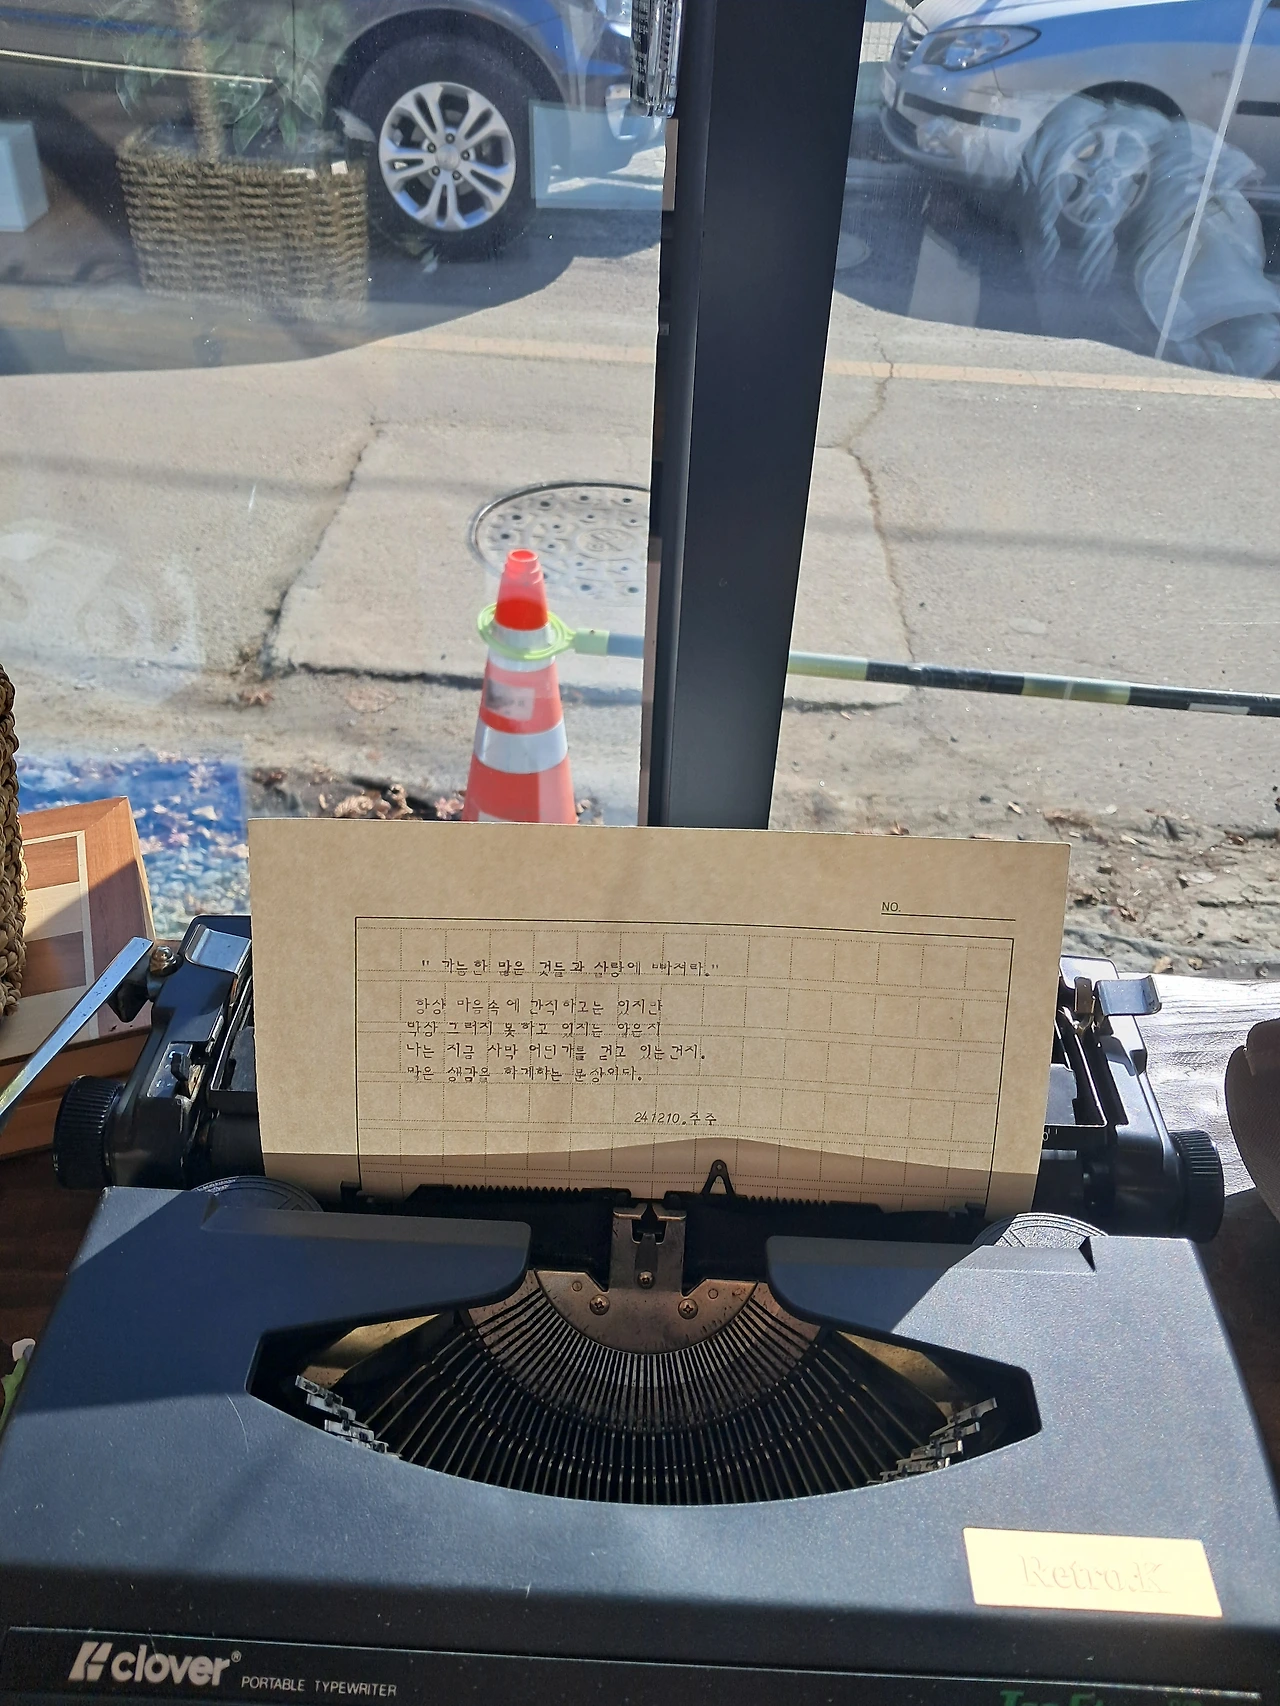 NO.
" 가능한 많은 것들과 사랑에 빠져라."
항상 마음속에 간직하고는 있지만
막상 그러지 못하고 있지는 않은지
나는 지금 사막 어딘가를 걷고 있는건지.
많은 생각을 하게하는 문장이다.
241210. 주주
Retro.K
clover® PORTABLE TYPEWRITER